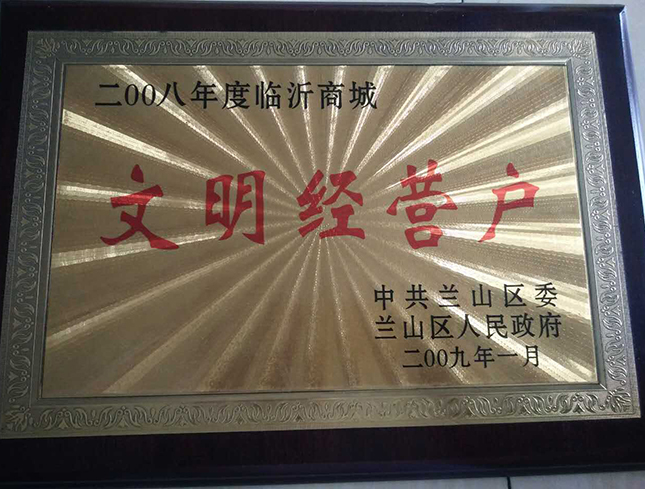 二00八年度临沂商城
文明经营户
中共兰山区委
兰山区人民政府
二00九年一月